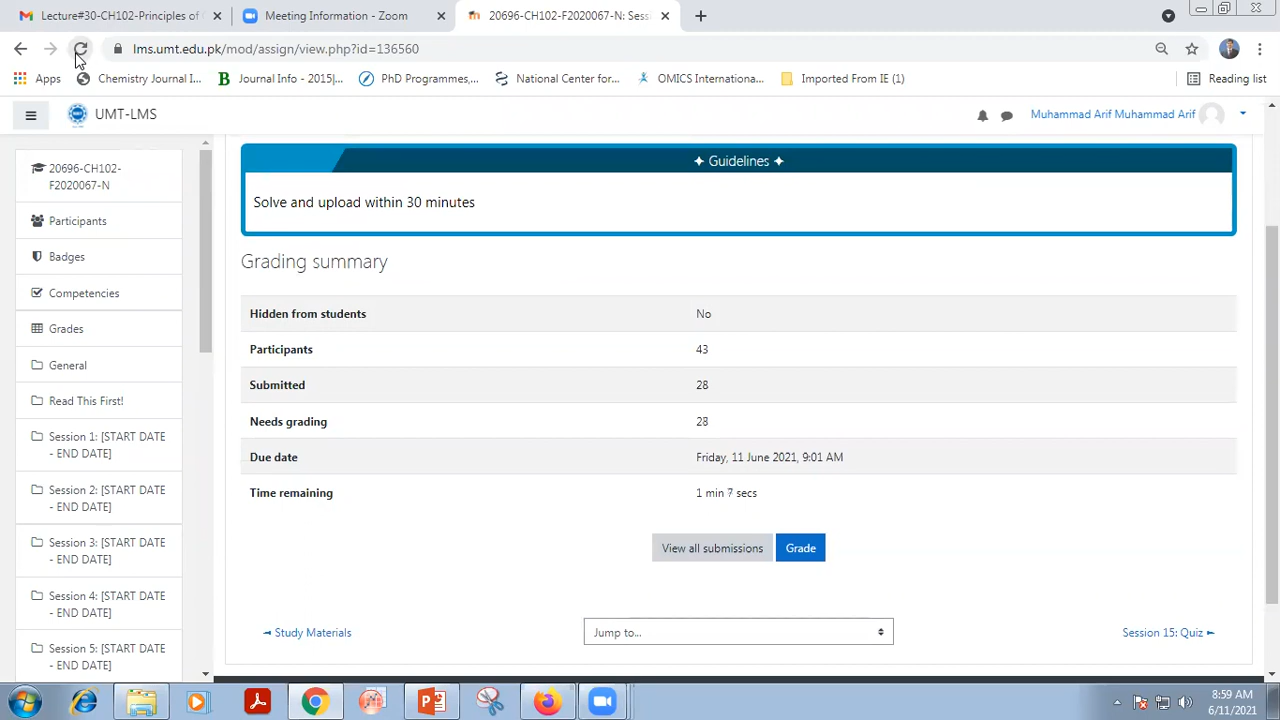 Lecture#30-CH102-Principles of C
Meeting Information - Zoom
20696-CH102-F2020067-N: Sess
lms.umt.edu.pk/mod/assign/view.php?id=136560
Apps
Chemistry Journal I...
Journal Info - 2015|...
PhD Programmes,...
National Center for...
OMICS Internationa...
Imported From IE (1)
Reading list
UMT-LMS
Muhammad Arif Muhammad Arif
20696-CH102-
F2020067-N
Participants
Badges
Competencies
Grades
General
Read This First!
Session 1: [START DATE
- END DATE]
Session 2: [START DATE
- END DATE]
Session 3: [START DATE
- END DATE]
Session 4: [START DATE
- END DATE]
Session 5: [START DATE
- END DATE]
✦ Guidelines ✦
Solve and upload within 30 minutes
Grading summary
Hidden from students No
Participants 43
Submitted 28
Needs grading 28
Due date Friday, 11 June 2021, 9:01 AM
Time remaining 1 min 7 secs
View all submissions Grade
◄ Study Materials
Jump to...
Session 15: Quiz ►
8:59 AM
6/11/2021